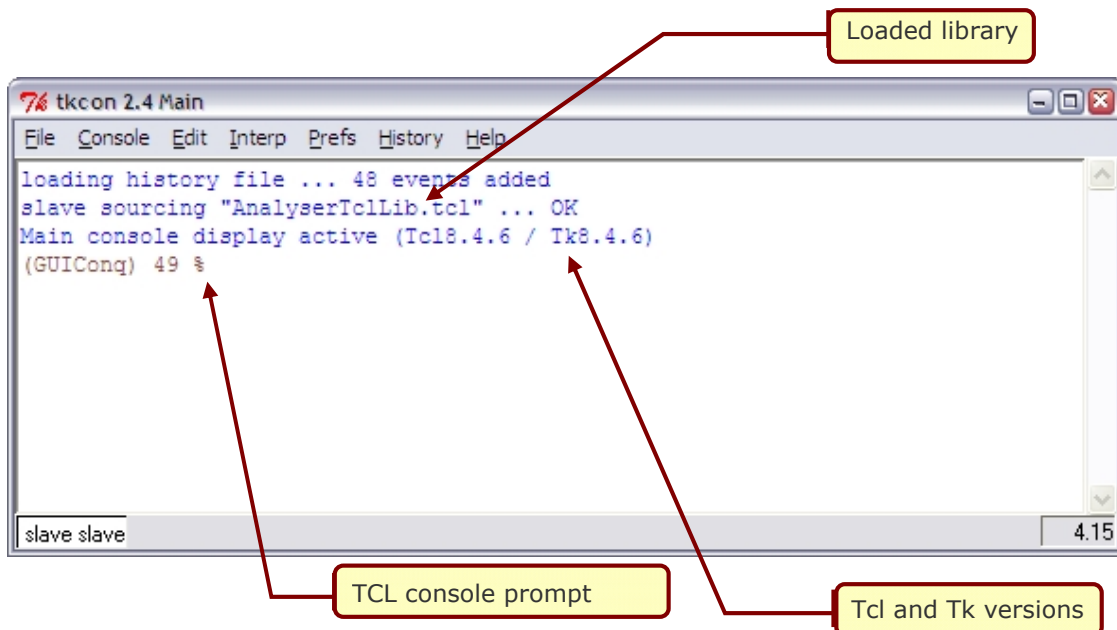 Loaded library
tkcon 2.4 Main
File Console Edit Interp Prefs History Help
loading history file ... 48 events added
slave sourcing "AnalyserTclLib.tcl" ... OK
Main console display active (Tcl8.4.6 / Tk8.4.6)
(GUIConq) 49 %
slave slave
4.15
TCL console prompt
Tcl and Tk versions